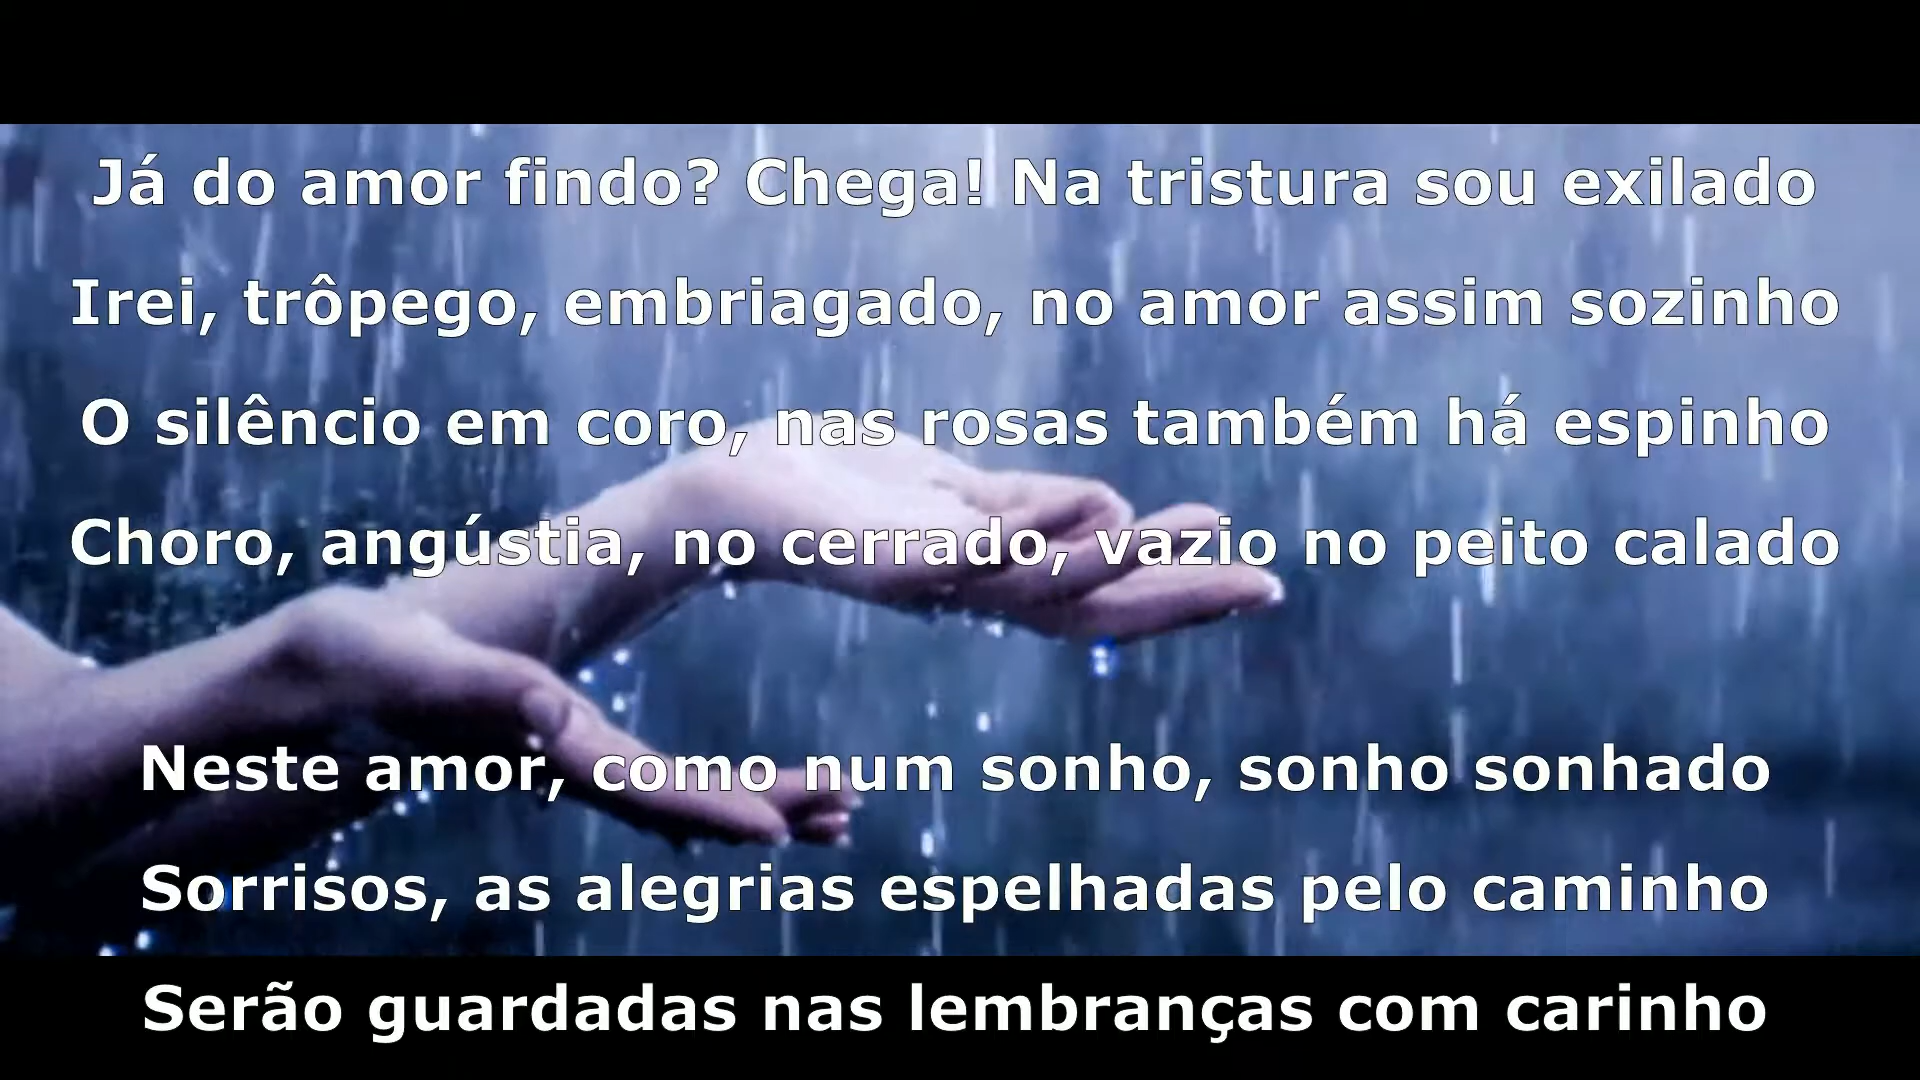 Já do amor findo? Chega! Na tristura sou exilado
Irei, trôpego, embriagado, no amor assim sozinho
O silêncio em coro, nas rosas também há espinho
Choro, angústia, no cerrado, vazio no peito calado
Neste amor, como num sonho, sonho sonhado
Sorrisos, as alegrias espelhadas pelo caminho
Serão guardadas nas lembranças com carinho